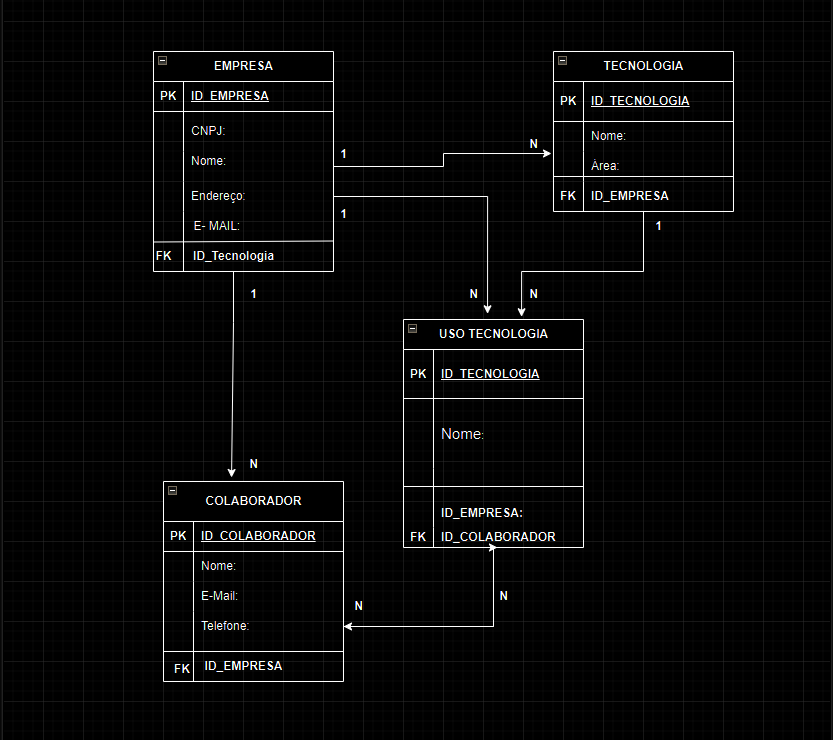 EMPRESA
PK ID_EMPRESA
CNPJ:
Nome:
Endereço:
E- MAIL:
FK ID_Tecnologia
TECNOLOGIA
PK ID_TECNOLOGIA
Nome:
Área:
FK ID_EMPRESA
1
N
1
N
1
N
1
N
USO TECNOLOGIA
PK ID_TECNOLOGIA
Nome:
ID_EMPRESA:
FK ID_COLABORADOR
COLABORADOR
PK ID_COLABORADOR
Nome:
E-Mail:
Telefone:
FK ID_EMPRESA
N
N